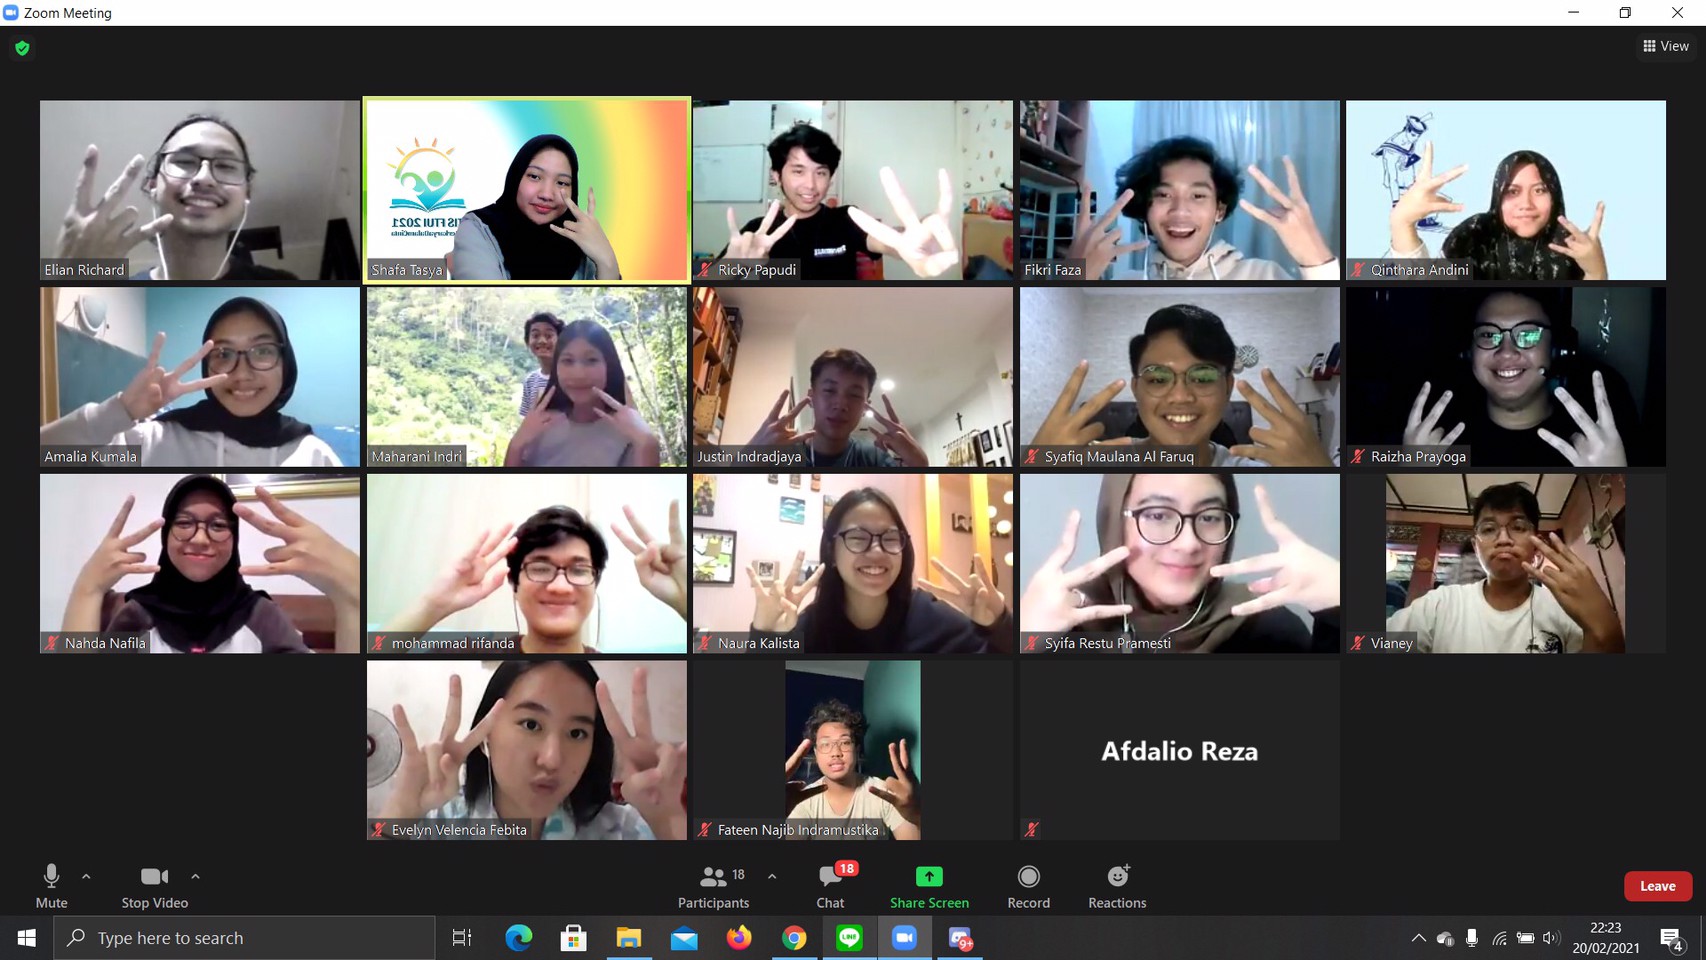 Zoom Meeting
View
Elian Richard
Shafa Tasya
Ricky Papudi
Fikri Faza
Qinthara Andini
Amalia Kumala
Maharani Indri
Justin Indradjaya
Syafiq Maulana Al Faruq
Raizha Prayoga
Nahda Nafila
mohammad rifanda
Naura Kalista
Syifa Restu Pramesti
Vianey
Evelyn Velencia Febita
Fateen Najib Indramustika
Afdalio Reza
Mute
Stop Video
18
Participants
18
Chat
Share Screen
Record
Reactions
Leave
Type here to search
LINE
9+
22:23
20/02/2021
4